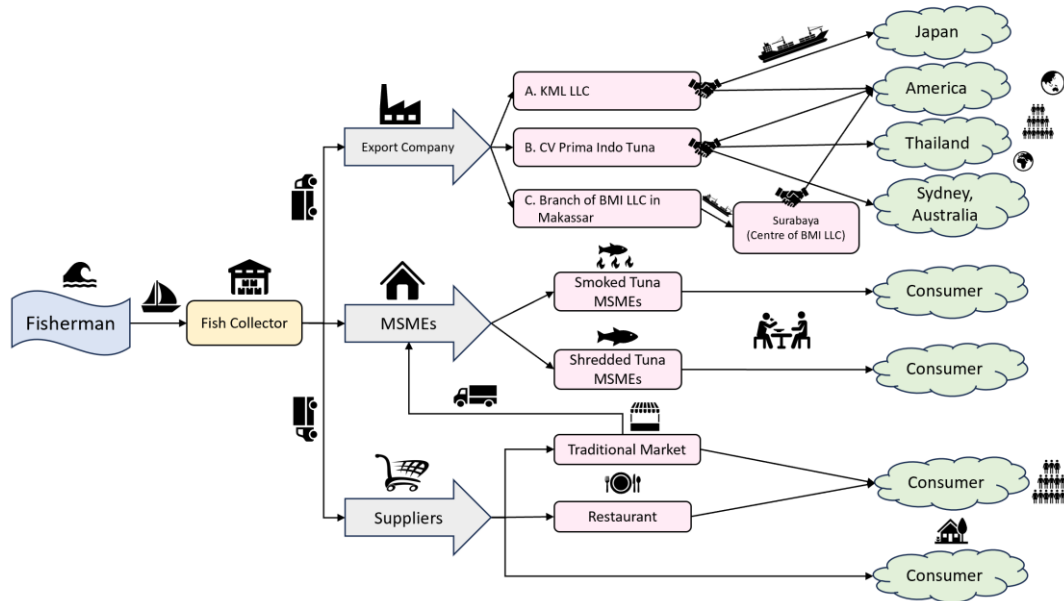 Japan
A. KML LLC
America
Export Company
B. CV Prima Indo Tuna
Thailand
C. Branch of BMI LLC in
Makassar
Surabaya
(Centre of BMI LLC)
Sydney,
Australia
Fisherman
Fish Collector
MSMEs
Smoked Tuna
MSMEs
Consumer
Shredded Tuna
MSMEs
Consumer
Suppliers
Traditional Market
Restaurant
Consumer
Consumer